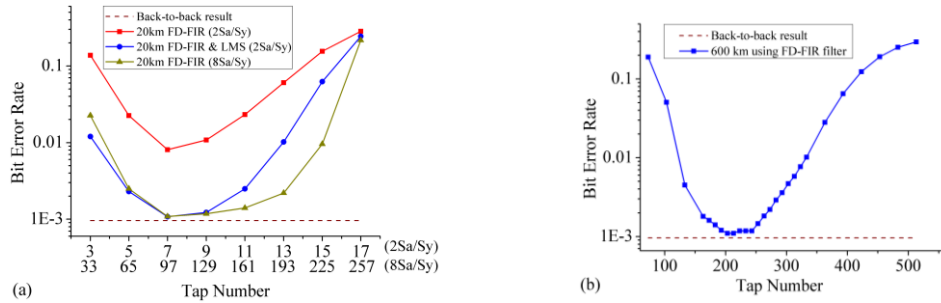 Back-to-back result
20km FD-FIR (2Sa/Sy)
20km FD-FIR & LMS (2Sa/Sy)
20km FD-FIR (8Sa/Sy)
Bit Error Rate
0.1
0.01
1E-3
3 5 7 9 11 13 15 17 (2Sa/Sy)
33 65 97 129 161 193 225 257 (8Sa/Sy)
Tap Number
(a)
Back-to-back result
600 km using FD-FIR filter
Bit Error Rate
0.1
0.01
1E-3
100 200 300 400 500
Tap Number
(b)